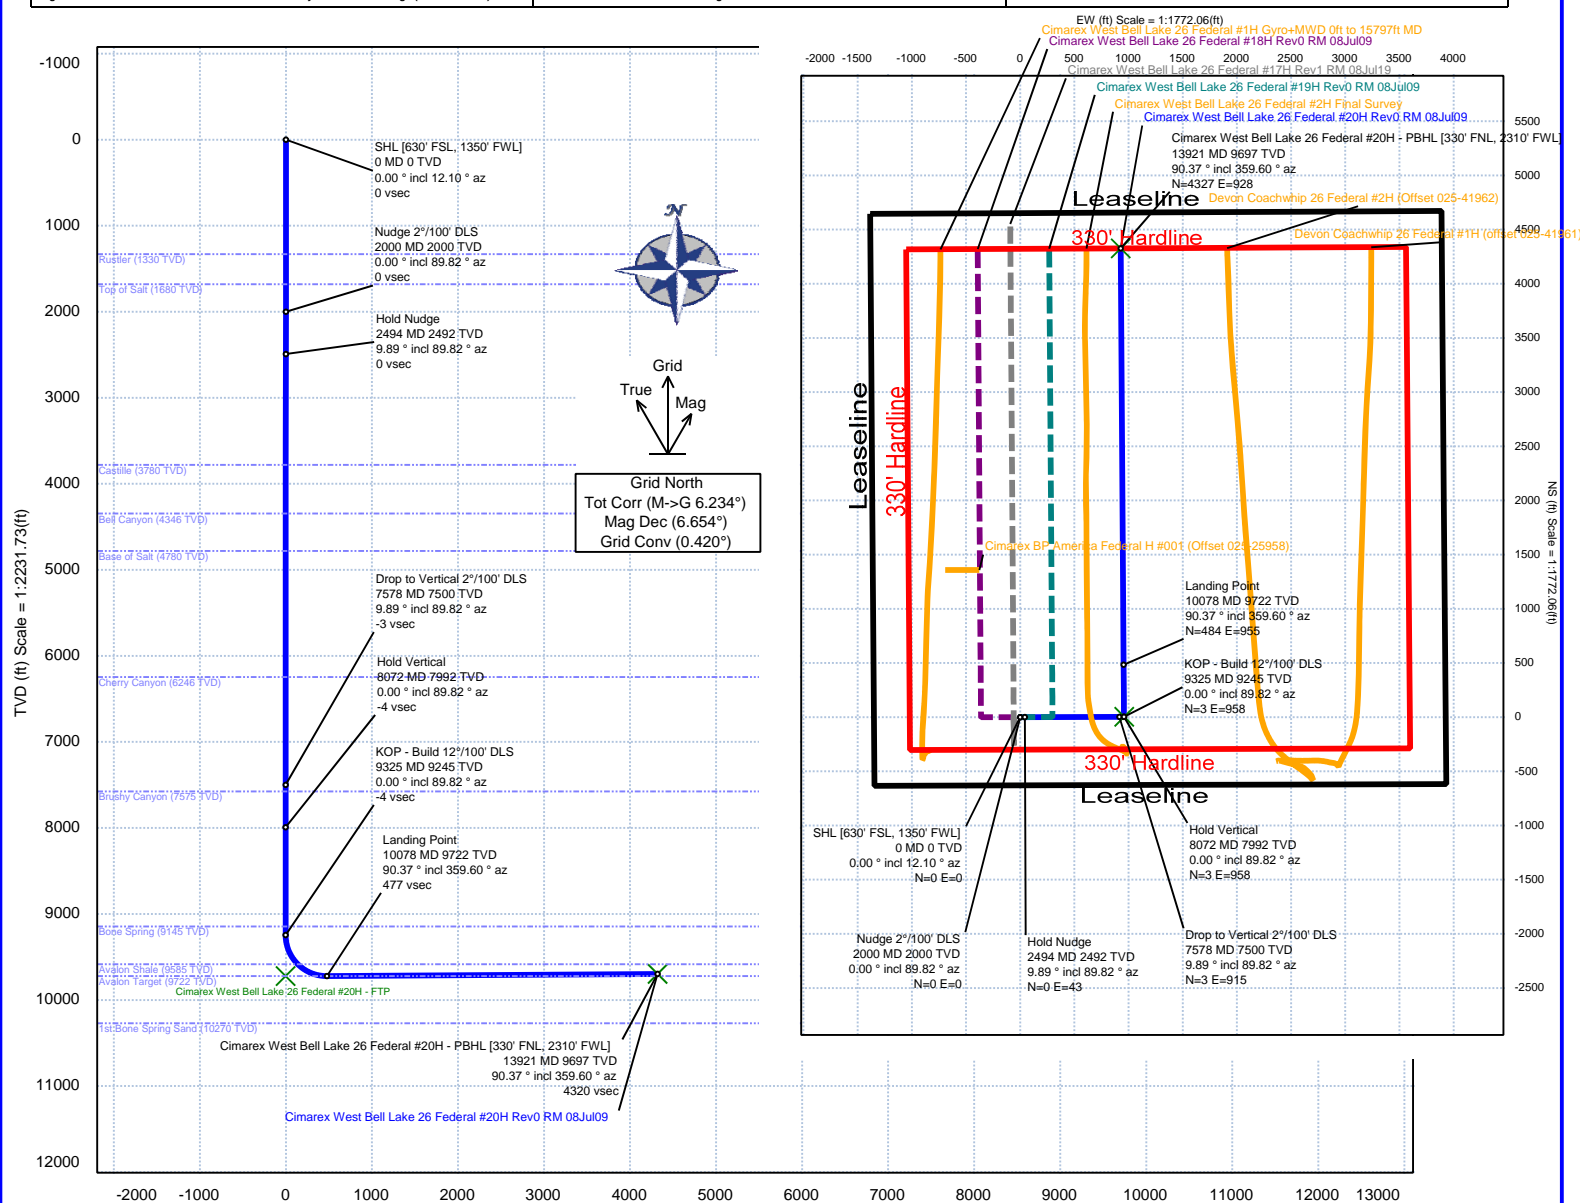 EW (ft) Scale = 1:1772.06(ft)
Cimarex West Bell Lake 26 Federal #1H Gyro+MWD 0ft to 15797ft MD
Cimarex West Bell Lake 26 Federal #18H Rev0 RM 08Jul09
-2000 -1500 -1000 -500 0 500 1000 1500 2000 2500 3000 3500 4000
Cimarex West Bell Lake 26 Federal #17H Rev1 RM 08Jul19
Cimarex West Bell Lake 26 Federal #19H Rev0 RM 08Jul09
Cimarex West Bell Lake 26 Federal #2H Final Survey
Cimarex West Bell Lake 26 Federal #20H Rev0 RM 08Jul09
Cimarex West Bell Lake 26 Federal #20H - PBHL [330' FNL, 2310' FWL]
13921 MD 9697 TVD
90.37 ° incl 359.60 ° az
N=4327 E=928
Leaseline
Devon Coachwhip 26 Federal #2H (Offset 025-41962)
330' Hardline
Devon Coachwhip 26 Federal #1H (offset 025-41961)
Leaseline
330' Hardline
Cimarex BP America Federal H #001 (Offset 025-25958)
Landing Point
10078 MD 9722 TVD
90.37 ° incl 359.60 ° az
N=484 E=955
KOP - Build 12°/100' DLS
9325 MD 9245 TVD
0.00 ° incl 89.82 ° az
N=3 E=958
330' Hardline
Leaseline
SHL [630' FSL, 1350' FWL]
0 MD 0 TVD
0.00 ° incl 12.10 ° az
N=0 E=0
Hold Vertical
8072 MD 7992 TVD
0.00 ° incl 89.82 ° az
N=3 E=958
Nudge 2°/100' DLS
2000 MD 2000 TVD
0.00 ° incl 89.82 ° az
N=0 E=0
Hold Nudge
2494 MD 2492 TVD
9.89 ° incl 89.82 ° az
N=0 E=43
Drop to Vertical 2°/100' DLS
7578 MD 7500 TVD
9.89 ° incl 89.82 ° az
N=3 E=915
5500
5000
4500
4000
3500
3000
2500
2000
1500
1000
500
0
-500
-1000
-1500
-2000
-2500
NS (ft) Scale = 1:1772.06(ft)
TVD (ft) Scale = 1:2231.73(ft)
-1000
0
1000
2000
3000
4000
5000
6000
7000
8000
9000
10000
11000
12000
SHL [630' FSL, 1350' FWL]
0 MD 0 TVD
0.00 ° incl 12.10 ° az
0 vsec
Nudge 2°/100' DLS
2000 MD 2000 TVD
0.00 ° incl 89.82 ° az
0 vsec
Rustler (1330 TVD)
Top of Salt (1680 TVD)
Hold Nudge
2494 MD 2492 TVD
9.89 ° incl 89.82 ° az
0 vsec
N
Grid
True
Mag
Grid North
Tot Corr (M->G 6.234°)
Mag Dec (6.654°)
Grid Conv (0.420°)
Castille (3780 TVD)
Bell Canyon (4346 TVD)
Base of Salt (4780 TVD)
Drop to Vertical 2°/100' DLS
7578 MD 7500 TVD
9.89 ° incl 89.82 ° az
-3 vsec
Hold Vertical
8072 MD 7992 TVD
0.00 ° incl 89.82 ° az
-4 vsec
Cherry Canyon (6246 TVD)
KOP - Build 12°/100' DLS
9325 MD 9245 TVD
0.00 ° incl 89.82 ° az
-4 vsec
Brushy Canyon (7575 TVD)
Landing Point
10078 MD 9722 TVD
90.37 ° incl 359.60 ° az
477 vsec
Bone Spring (9145 TVD)
Avalon Shale (9585 TVD)
Avalon Target (9722 TVD)
Cimarex West Bell Lake 26 Federal #20H - FTP
1st Bone Spring Sand (10270 TVD)
Cimarex West Bell Lake 26 Federal #20H - PBHL [330' FNL, 2310' FWL]
13921 MD 9697 TVD
90.37 ° incl 359.60 ° az
4320 vsec
Cimarex West Bell Lake 26 Federal #20H Rev0 RM 08Jul09
-2000 -1000 0 1000 2000 3000 4000 5000 6000 7000 8000 9000 10000 11000 12000 13000